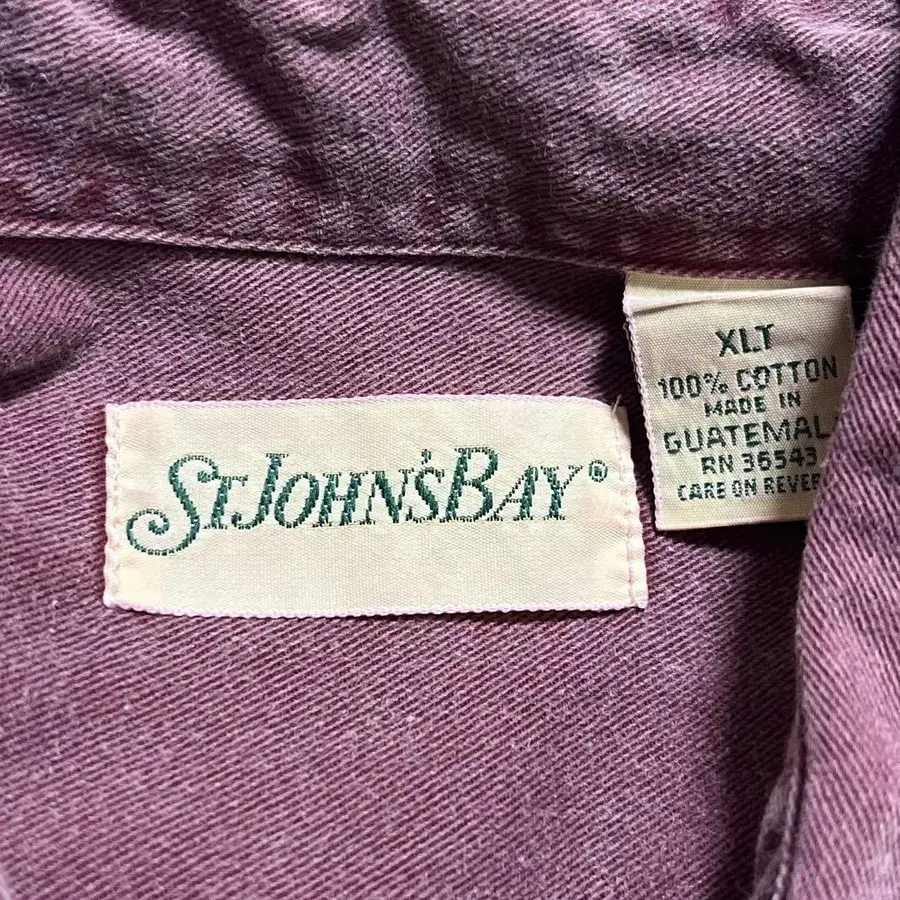 St. John's Bay®
XLT
100% COTTON
MADE IN
GUATEMAL
RN 36543
CARE ON REVER